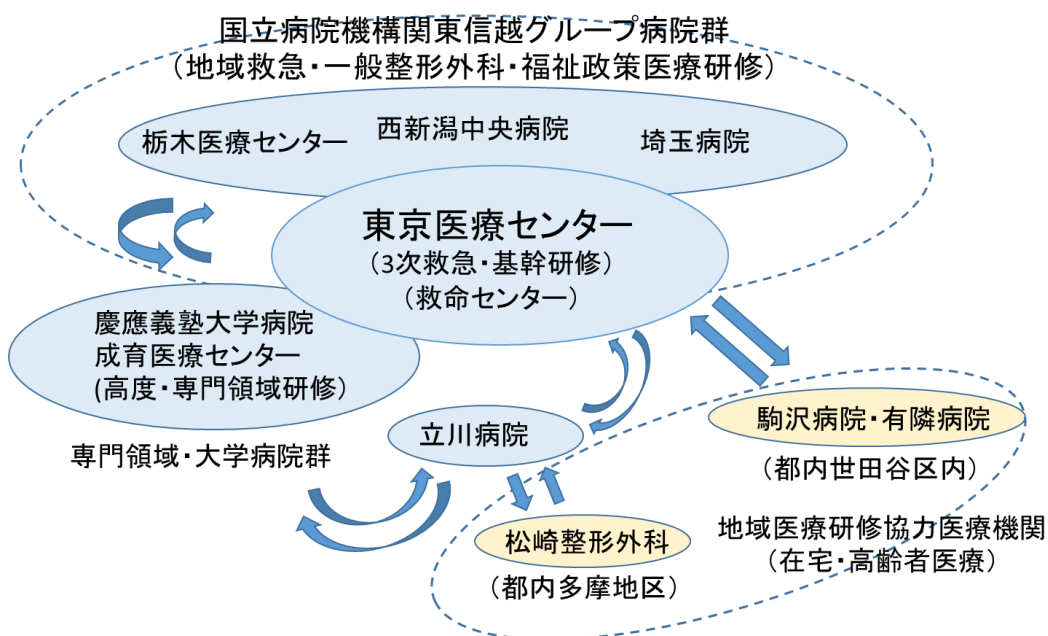 国立病院機構関東信越グループ病院群
（地域救急・一般整形外科・福祉政策医療研修）
栃木医療センター
西新潟中央病院
埼玉病院
東京医療センター
（3次救急・基幹研修）
（救命センター）
慶應義塾大学病院
成育医療センター
(高度・専門領域研修）
専門領域・大学病院群
立川病院
駒沢病院・有隣病院
（都内世田谷区内）
松崎整形外科
（都内多摩地区）
地域医療研修協力医療機関
（在宅・高齢者医療）